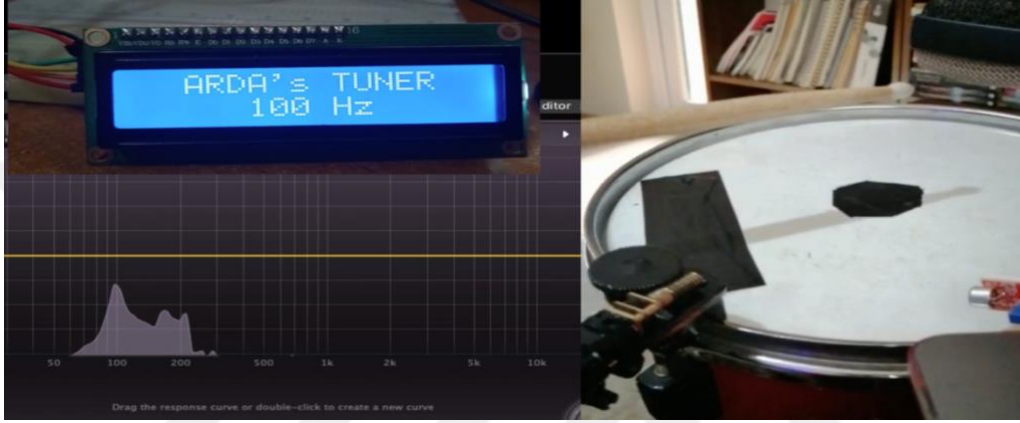 ARDA's TUNER
100 Hz
ditor
50 100 200 500 1k 2k 5k 10k
Drag the response curve or double-click to create a new curve